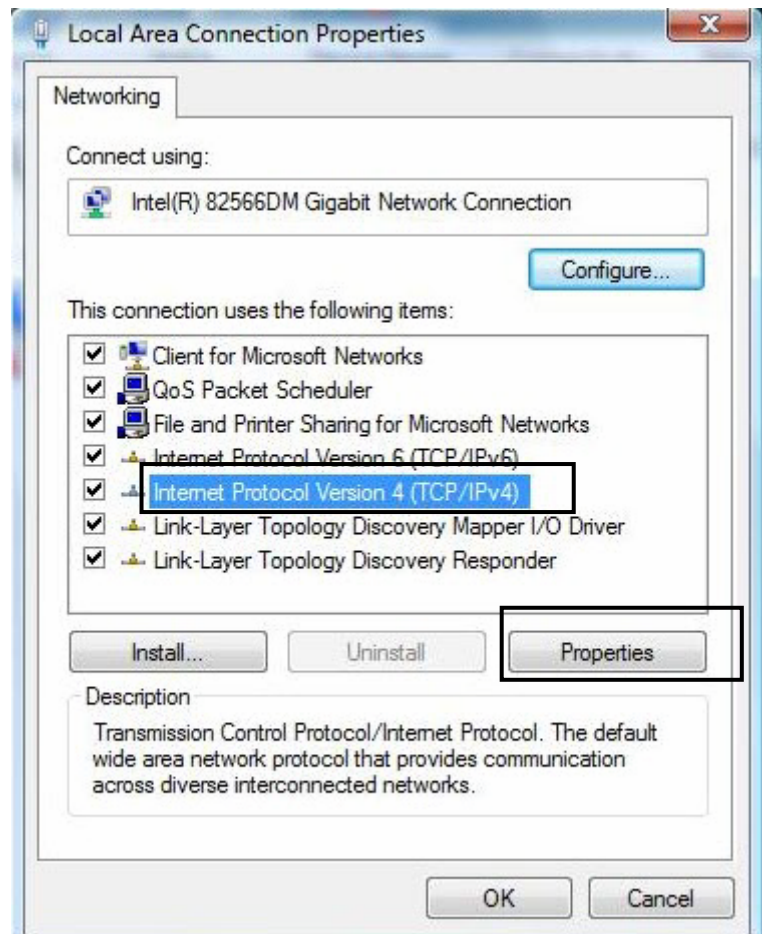 Local Area Connection Properties
Networking
Connect using:
Intel(R) 82566DM Gigabit Network Connection
Configure...
This connection uses the following items:
Client for Microsoft Networks
QoS Packet Scheduler
File and Printer Sharing for Microsoft Networks
Internet Protocol Version 6 (TCP/IPv6)
Internet Protocol Version 4 (TCP/IPv4)
Link-Layer Topology Discovery Mapper I/O Driver
Link-Layer Topology Discovery Responder
Install... Uninstall Properties
Description
Transmission Control Protocol/Internet Protocol. The default
wide area network protocol that provides communication
across diverse interconnected networks.
OK Cancel